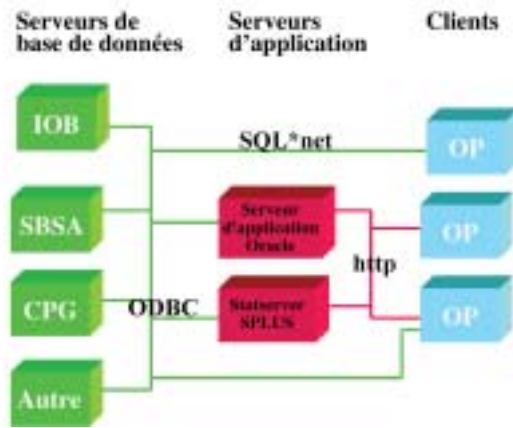 Serveurs de
base de données
Serveurs
d'application
Clients
IOB
SQL*net
OP
SBSA
Serveur
d'application
Oracle
OP
http
CPG
ODBC
Statserver
SPLUS
OP
Autre